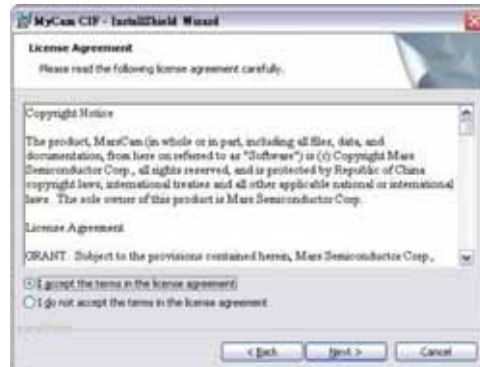 MyCam CIF - InstallShield Wizard
License Agreement
Please read the following license agreement carefully.
Copyright Notice
The product, MarsCam (in whole or in part, including all files, data, and
documentation, from here on referred to as "Software") is (c) Copyright Mars
Semiconductor Corp., all rights reserved, and is protected by Republic of China
copyright laws, international treaties and all other applicable national or international
laws. The sole owner of this product is Mars Semiconductor Corp.
License Agreement
GRANT. Subject to the provisions contained herein, Mars Semiconductor Corp.,
I accept the terms in the license agreement
I do not accept the terms in the license agreement
< Back
Next >
Cancel